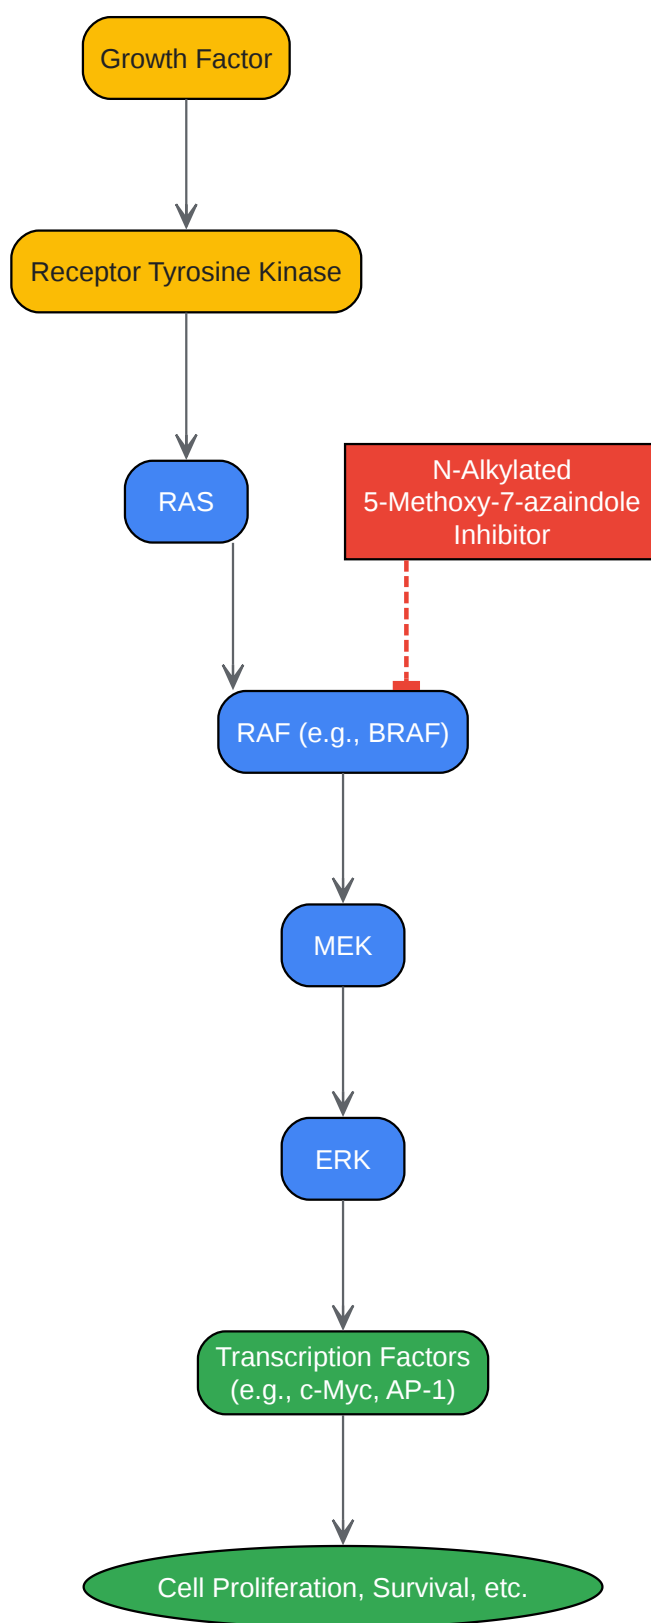 Growth Factor
Receptor Tyrosine Kinase
RAS
N-Alkylated
5-Methoxy-7-azaindole
Inhibitor
RAF (e.g., BRAF)
MEK
ERK
Transcription Factors
(e.g., c-Myc, AP-1)
Cell Proliferation, Survival, etc.